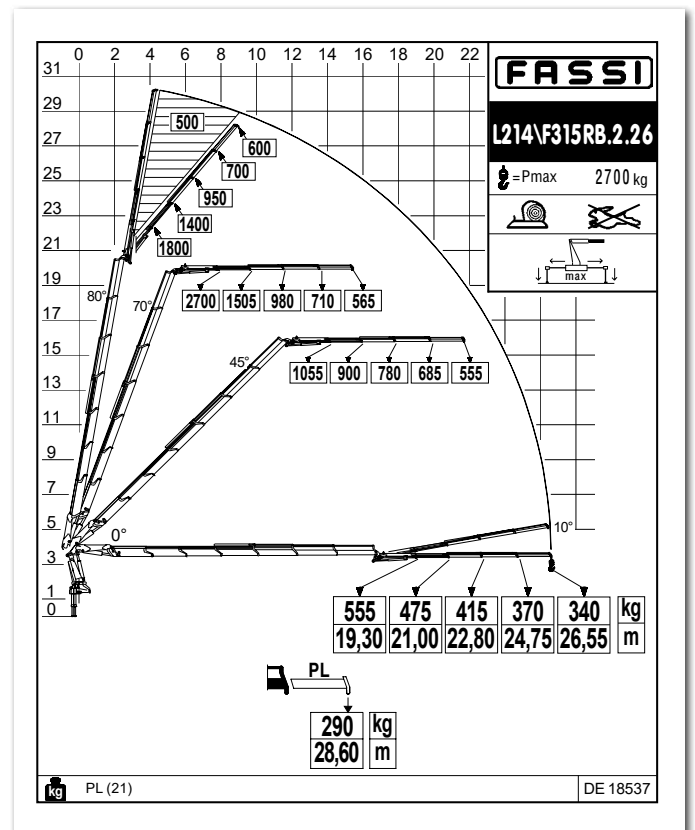 0 2 4 6 8 10 12 14 16 18 20 22
31
29
27
25
23
21
19
17
15
13
11
9
7
5
3
1
0
FASSI
L214\F315RB.2.26
=Pmax 2700 kg
max
500
600
700
950
1400
1800
80°
70°
2700 1505 980 710 565
45°
1055 900 780 685 555
0°
10°
555 475 415 370 340 kg
19,30 21,00 22,80 24,75 26,55 m
PL
290 kg
28,60 m
kg PL (21) DE 18537